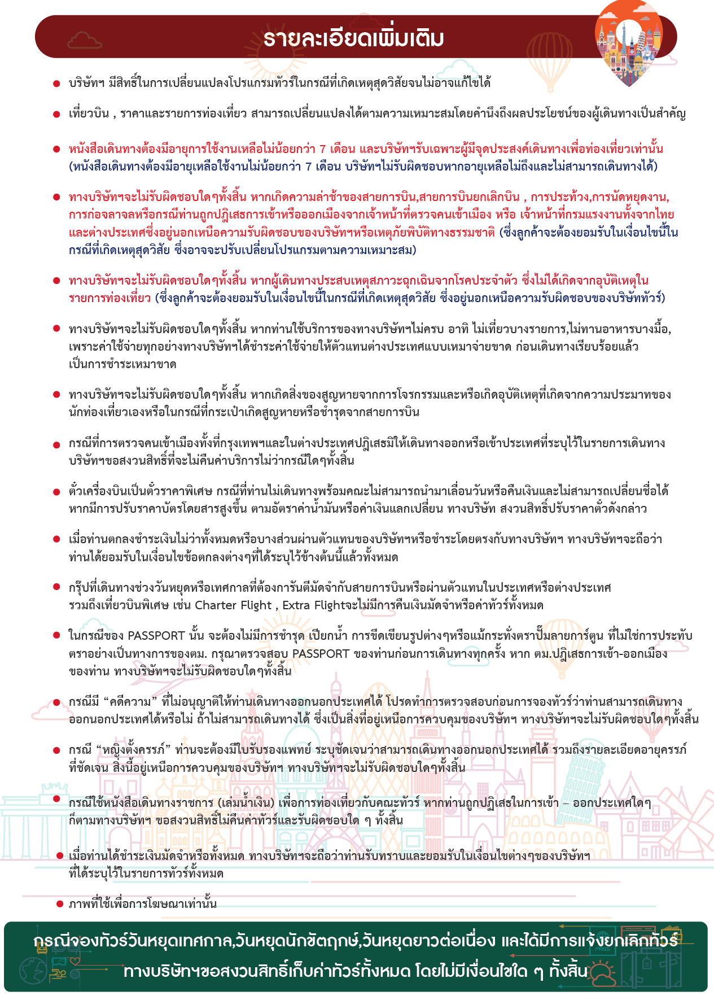 รายละเอียดเพิ่มเติม
บริษัทฯ มีสิทธิ์ในการเปลี่ยนแปลงโปรแกรมทัวร์ในกรณีที่เกิดเหตุสุดวิสัยจนไม่อาจแก้ไขได้
เที่ยวบิน , ราคาและรายการท่องเที่ยว สามารถเปลี่ยนแปลงได้ตามความเหมาะสมโดยคำนึงถึงผลประโยชน์ของผู้เดินทางเป็นสำคัญ
หนังสือเดินทางต้องมีอายุการใช้งานเหลือไม่น้อยกว่า 7 เดือน และบริษัทฯรับเฉพาะผู้มีจุดประสงค์เดินทางเพื่อท่องเที่ยวเท่านั้น
(หนังสือเดินทางต้องมีอายุเหลือใช้งานไม่น้อยกว่า 7 เดือน บริษัทฯไม่รับผิดชอบหากอายุเหลือไม่ถึงและไม่สามารถเดินทางได้)
ทางบริษัทฯจะไม่รับผิดชอบใดๆทั้งสิ้น หากเกิดความล่าช้าของสายการบิน,สายการบินยกเลิกบิน , การประท้วง,การนัดหยุดงาน,
การก่อจลาจลหรือกรณีท่านถูกปฎิเสธการเข้าหรือออกเมืองจากเจ้าหน้าที่ตรวจคนเข้าเมือง หรือ เจ้าหน้าที่กรมแรงงานทั้งจากไทย
และต่างประเทศซึ่งอยู่นอกเหนือความรับผิดชอบของบริษัทฯหรือเหตุภัยพิบัติทางธรรมชาติ (ซึ่งลูกค้าจะต้องยอมรับในเงื่อนไขนี้ใน
กรณีที่เกิดเหตุสุดวิสัย ซึ่งอาจจะปรับเปลี่ยนโปรแกรมตามความเหมาะสม)
ทางบริษัทฯจะไม่รับผิดชอบใดๆทั้งสิ้น หากผู้เดินทางประสบเหตุสภาวะฉุกเฉินจากโรคประจำตัว ซึ่งไม่ได้เกิดจากอุบัติเหตุใน
รายการท่องเที่ยว (ซึ่งลูกค้าจะต้องยอมรับในเงื่อนไขนี้ในกรณีที่เกิดเหตุสุดวิสัย ซึ่งอยู่นอกเหนือความรับผิดชอบของบริษัททัวร์)
ทางบริษัทฯจะไม่รับผิดชอบใดๆทั้งสิ้น หากท่านใช้บริการของทางบริษัทฯไม่ครบ อาทิ ไม่เที่ยวบางรายการ,ไม่ทานอาหารบางมื้อ,
เพราะค่าใช้จ่ายทุกอย่างทางบริษัทฯได้ชำระค่าใช้จ่ายให้ตัวแทนต่างประเทศแบบเหมาจ่ายขาด ก่อนเดินทางเรียบร้อยแล้ว
เป็นการชำระเหมาขาด
ทางบริษัทฯจะไม่รับผิดชอบใดๆทั้งสิ้น หากเกิดสิ่งของสูญหายจากการโจรกรรมและหรือเกิดอุบัติเหตุที่เกิดจากความประมาทของ
นักท่องเที่ยวเองหรือในกรณีที่กระเป๋าเกิดสูญหายหรือชำรุดจากสายการบิน
กรณีที่การตรวจคนเข้าเมืองทั้งที่กรุงเทพฯและในต่างประเทศปฎิเสธมิให้เดินทางออกหรือเข้าประเทศที่ระบุไว้ในรายการเดินทาง
บริษัทฯขอสงวนสิทธิ์ที่จะไม่คืนค่าบริการไม่ว่ากรณีใดๆทั้งสิ้น
ตั๋วเครื่องบินเป็นตั๋วราคาพิเศษ กรณีที่ท่านไม่เดินทางพร้อมคณะไม่สามารถนำมาเลื่อนวันหรือคืนเงินและไม่สามารถเปลี่ยนชื่อได้
หากมีการปรับราคาบัตรโดยสารสูงขึ้น ตามอัตราค่าน้ำมันหรือค่าเงินแลกเปลี่ยน ทางบริษัท สงวนสิทธิ์ปรับราคาตั๋วดังกล่าว
เมื่อท่านตกลงชำระเงินไม่ว่าทั้งหมดหรือบางส่วนผ่านตัวแทนของบริษัทฯหรือชำระโดยตรงกับทางบริษัทฯ ทางบริษัทฯจะถือว่า
ท่านได้ยอมรับในเงื่อนไขข้อตกลงต่างๆที่ได้ระบุไว้ข้างต้นนี้แล้วทั้งหมด
กรุ๊ปที่เดินทางช่วงวันหยุดหรือเทศกาลที่ต้องการันตีมัดจำกับสายการบินหรือผ่านตัวแทนในประเทศหรือต่างประเทศ
รวมถึงเที่ยวบินพิเศษ เช่น Charter Flight , Extra Flightจะไม่มีการคืนเงินมัดจำหรือค่าทัวร์ทั้งหมด
ในกรณีของ PASSPORT นั้น จะต้องไม่มีการชำรุด เปียกน้ำ การขีดเขียนรูปต่างๆหรือแม้กระทั่งตราปั๊มลายการ์ตูน ที่ไม่ใช่การประทับ
ตราอย่างเป็นทางการของตม. กรุณาตรวจสอบ PASSPORT ของท่านก่อนการเดินทางทุกครั้ง หาก ตม.ปฎิเสธการเข้า-ออกเมือง
ของท่าน ทางบริษัทฯจะไม่รับผิดชอบใดๆทั้งสิ้น
กรณีมี “คดีความ” ที่ไม่อนุญาติให้ท่านเดินทางออกนอกประเทศได้ โปรดทำการตรวจสอบก่อนการจองทัวร์ว่าท่านสามารถเดินทาง
ออกนอกประเทศได้หรือไม่ ถ้าไม่สามารถเดินทางได้ ซึ่งเป็นสิ่งที่อยู่เหนือการควบคุมของบริษัทฯ ทางบริษัทฯจะไม่รับผิดชอบใดๆทั้งสิ้น
กรณี “หญิงตั้งครรภ์” ท่านจะต้องมีใบรับรองแพทย์ ระบุชัดเจนว่าสามารถเดินทางออกนอกประเทศได้ รวมถึงรายละเอียดอายุครรภ์
ที่ชัดเจน สิ่งนี้อยู่เหนือการควบคุมของบริษัทฯ ทางบริษัทฯจะไม่รับผิดชอบใดๆทั้งสิ้น
กรณีใช้หนังสือเดินทางราชการ (เล่มน้ำเงิน) เพื่อการท่องเที่ยวกับคณะทัวร์ หากท่านถูกปฏิเสธในการเข้า – ออกประเทศใดๆ
ก็ตามทางบริษัทฯ ขอสงวนสิทธิ์ไม่คืนค่าทัวร์และรับผิดชอบใด ๆ ทั้งสิ้น
เมื่อท่านได้ชำระเงินมัดจำหรือทั้งหมด ทางบริษัทฯจะถือว่าท่านรับทราบและยอมรับในเงื่อนไขต่างๆของบริษัทฯ
ที่ได้ระบุไว้ในรายการทัวร์ทั้งหมด
ภาพที่ใช้เพื่อการโฆษณาเท่านั้น
กรณีจองทัวร์วันหยุดเทศกาล,วันหยุดนักขัตฤกษ์,วันหยุดยาวต่อเนื่อง และได้มีการแจ้งยกเลิกทัวร์
PASS
ทางบริษัทฯขอสงวนสิทธิ์เก็บค่าทัวร์ทั้งหมด โดยไม่มีเงื่อนไขใด ๆ ทั้งสิ้น